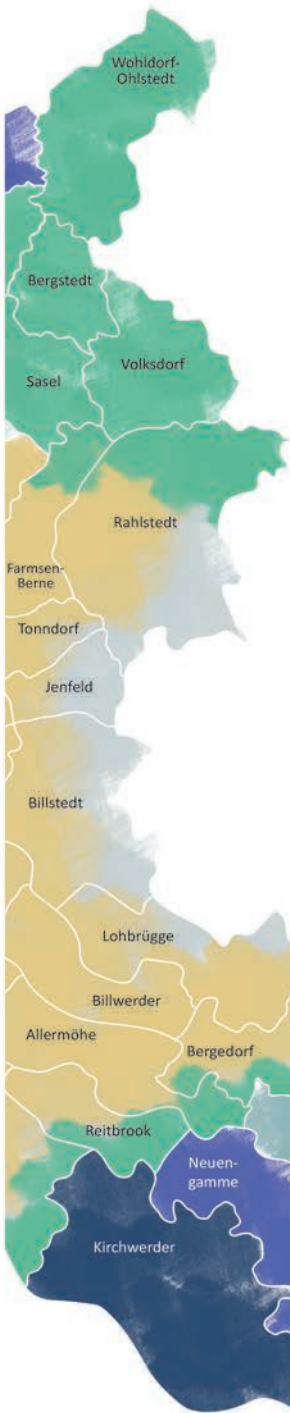 Wohldorf-
Ohlstedt
Bergstedt
Volksdorf
Sasel
Rahlstedt
Farmsen-
Berne
Tonndorf
Jenfeld
Billstedt
Lohbrügge
Billwerder
Allermöhe
Bergedorf
Reitbrook
Neuen-
gamme
Kirchwerder